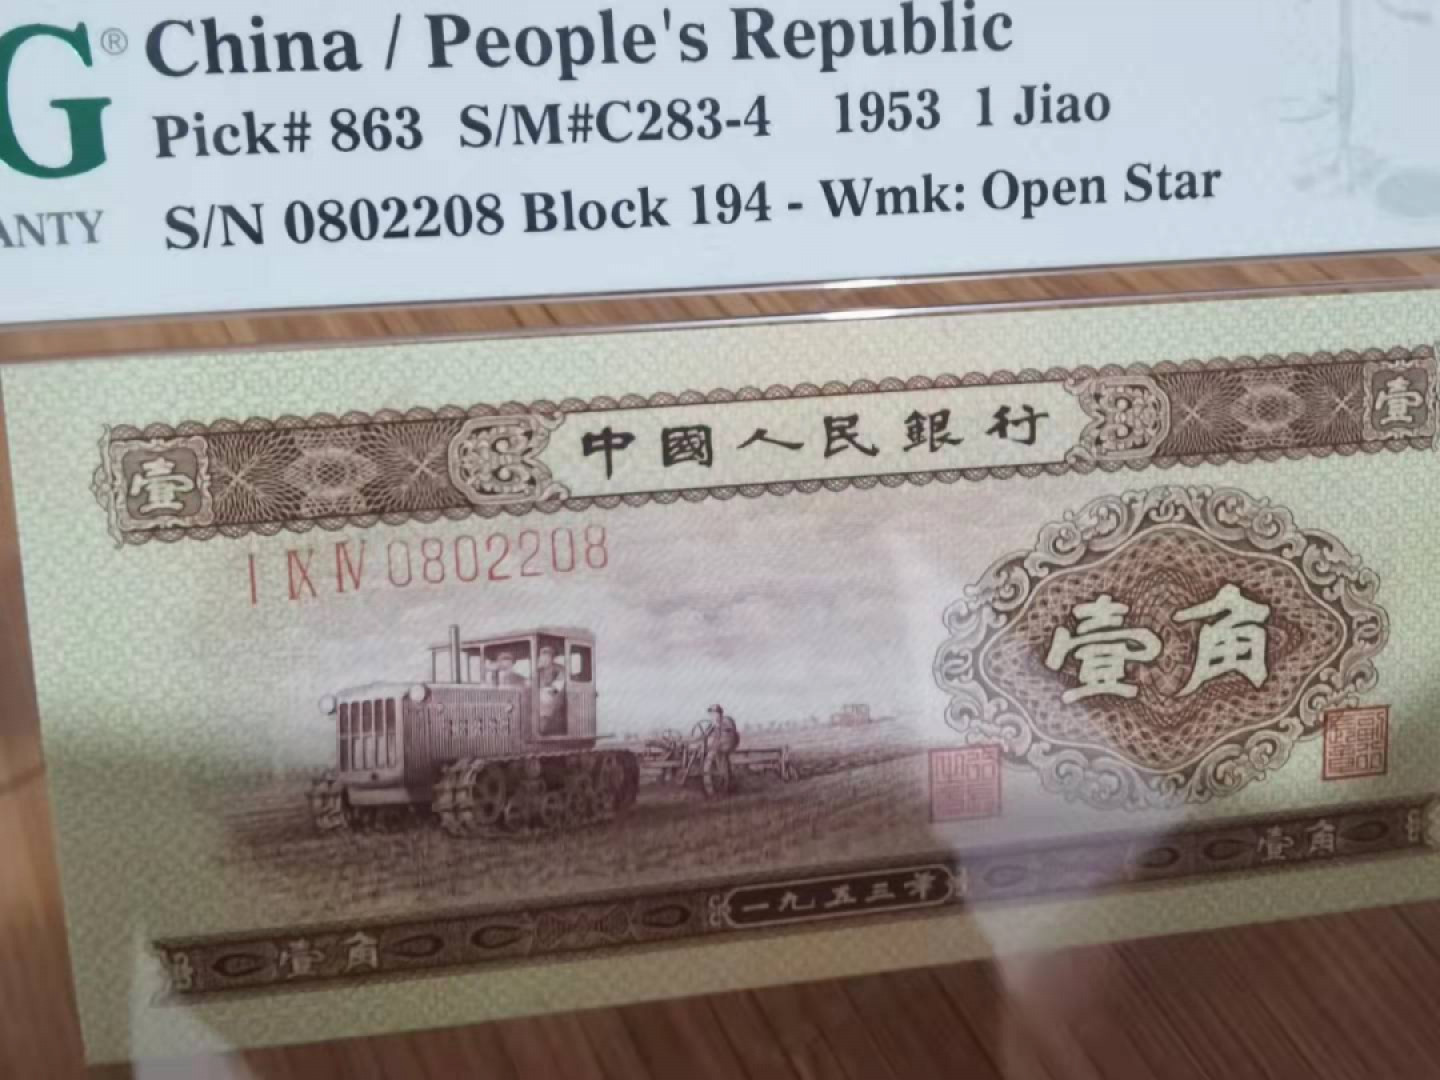 G® China / People's Republic
Pick# 863 S/M#C283-4 1953 1 Jiao
ANTY S/N 0802208 Block 194 - Wmk: Open Star
壹 中國人民銀行 壹
I IX IV 0802208
壹角
壹角 一九五三年 壹角